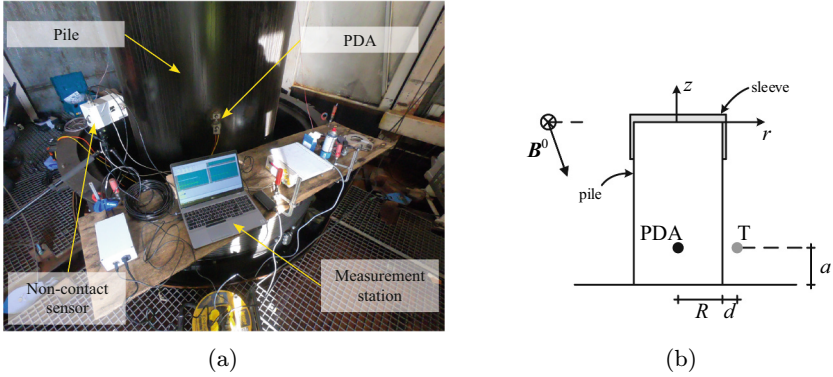 Pile
PDA
Non-contact
sensor
Measurement
station
(a)
z
sleeve
r
B⁰
pile
PDA
T
a
R
d
(b)